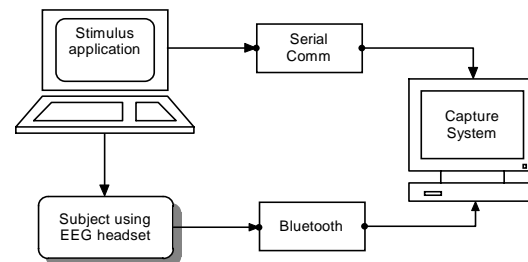 Stimulus
application
Serial
Comm
Capture
System
Subject using
EEG headset
Bluetooth